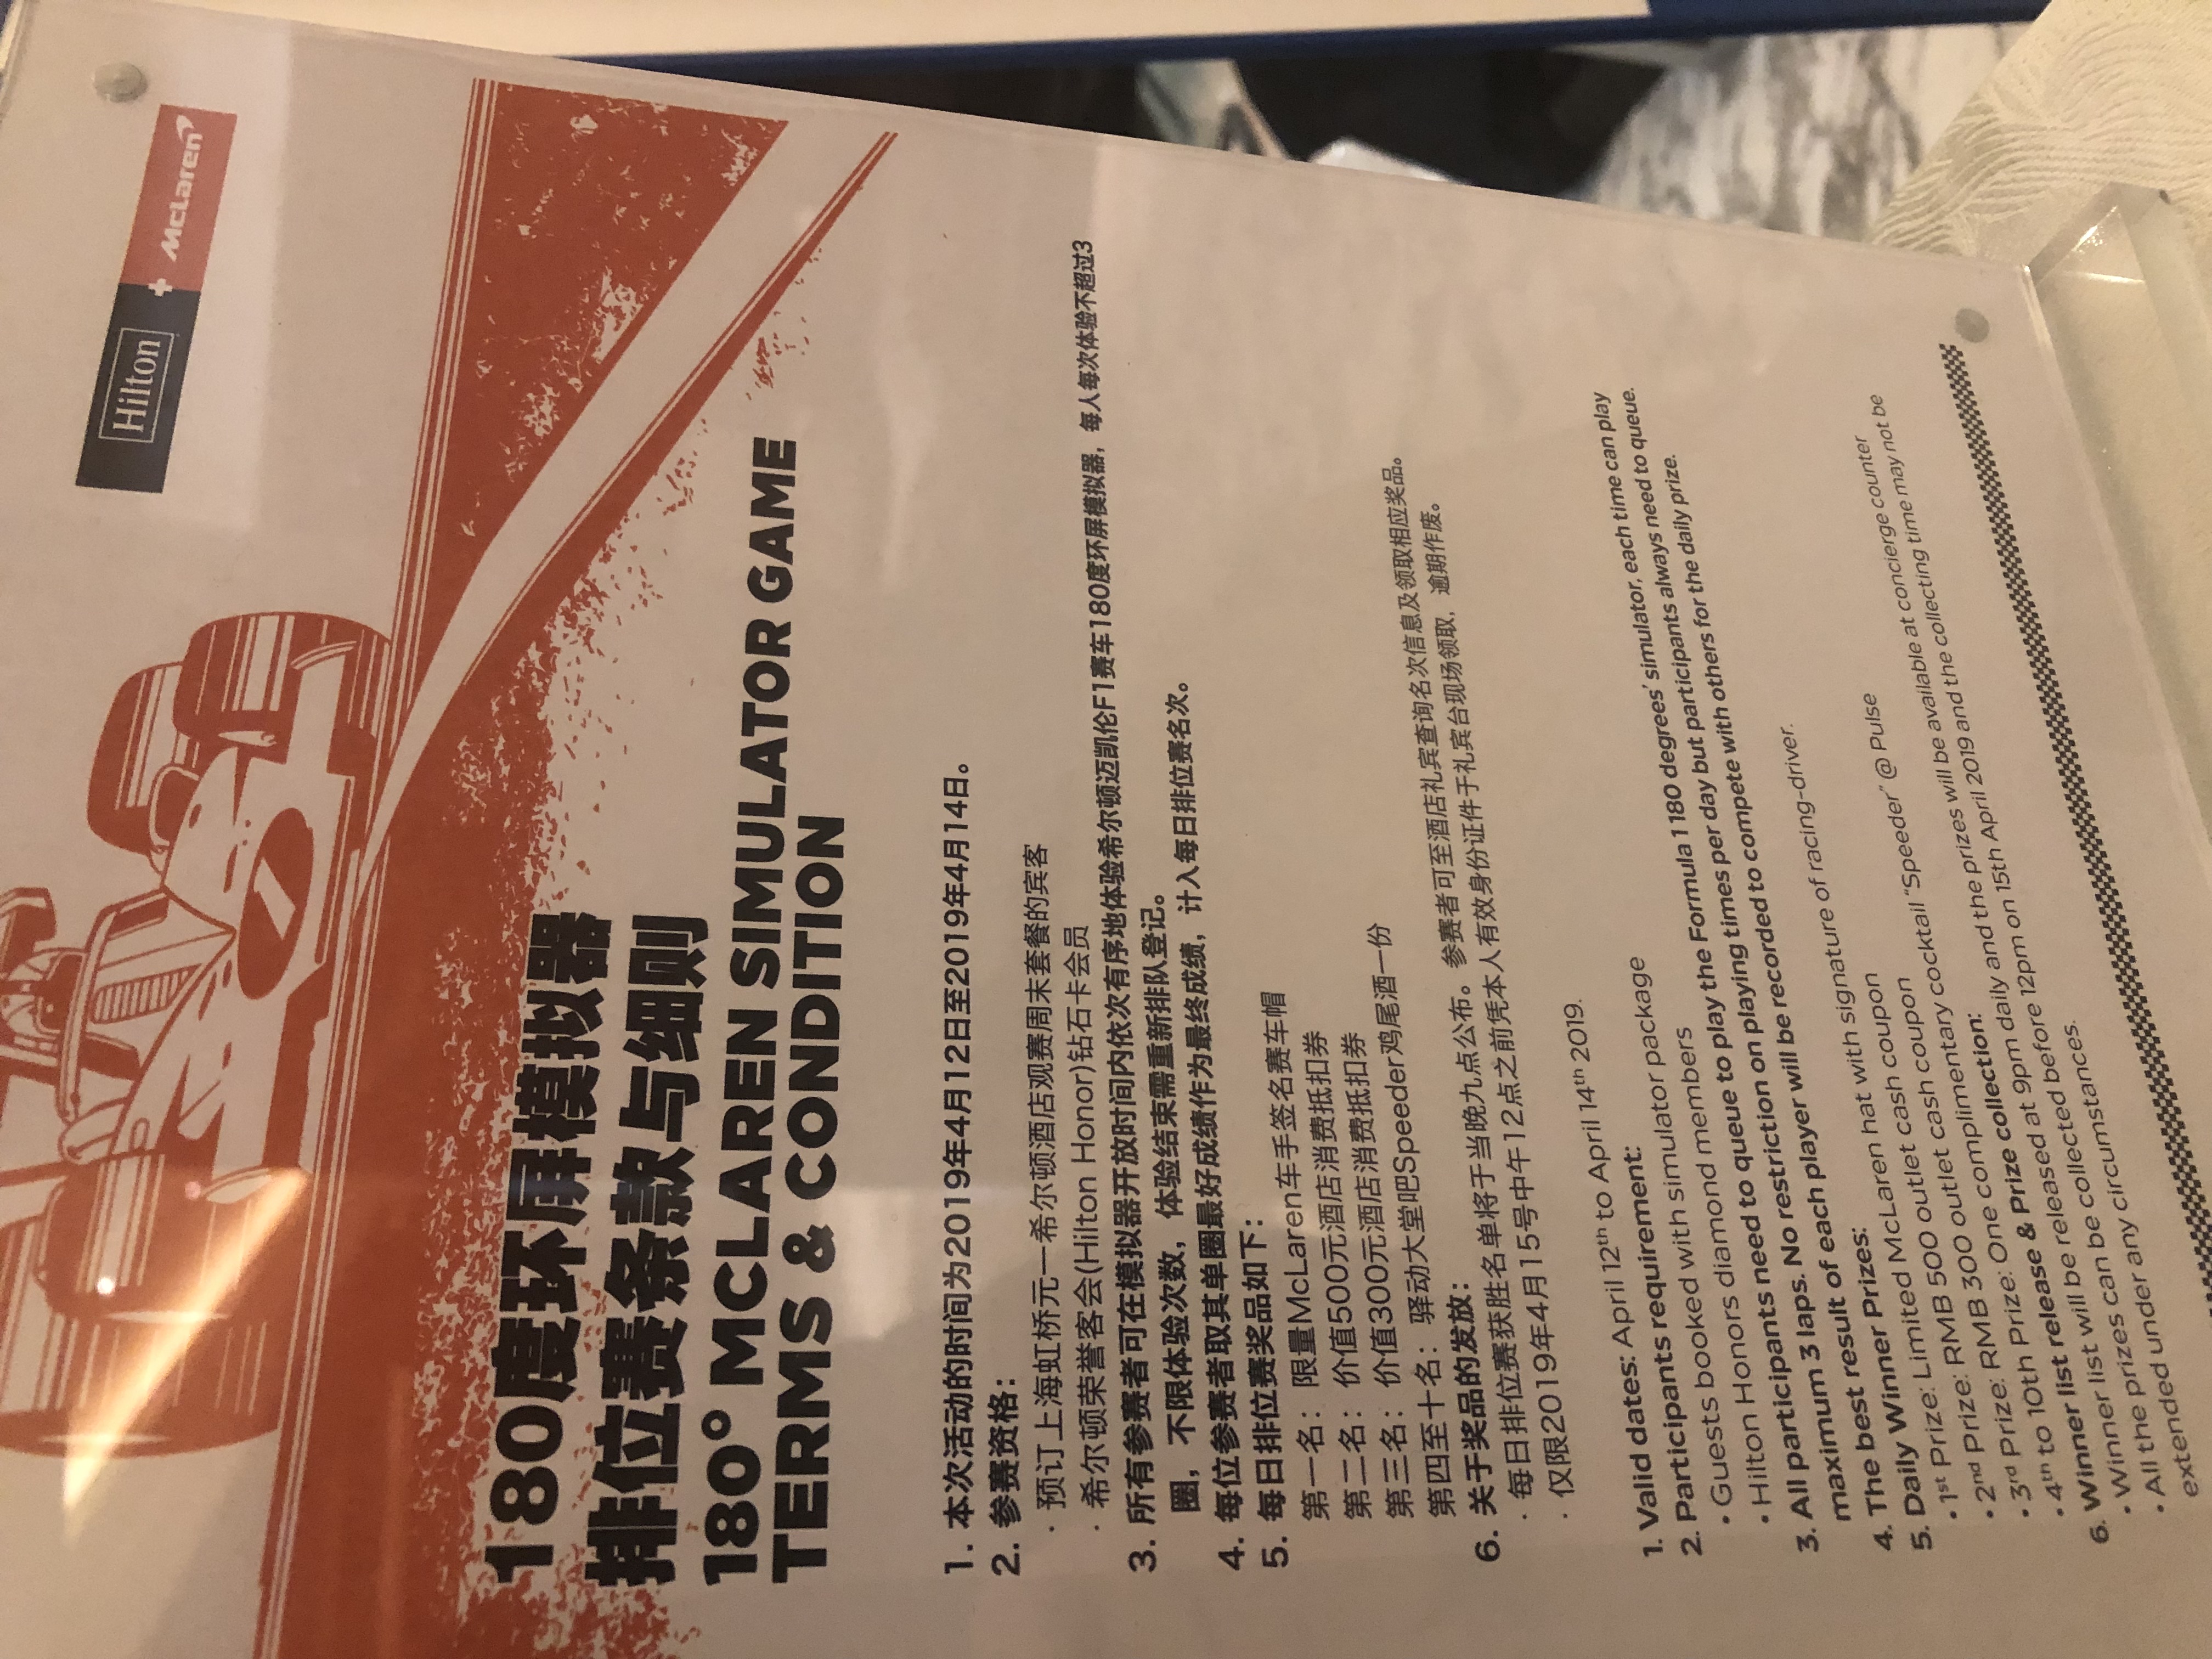 Hilton + McLaren
180度环屏模拟器
排位赛条款与细则
180° MCLAREN SIMULATOR GAME
TERMS & CONDITION
1. 本次活动的时间为2019年4月12日至2019年4月14日。
2. 参赛资格：
· 预订上海虹桥元一希尔顿酒店观赛周末套餐的宾客
· 希尔顿荣誉客会(Hilton Honor)钻石卡会员
3. 所有参赛者可在模拟器开放时间内依次有序地体验希尔顿迈凯伦F1赛车180度环屏模拟器，每人每次体验不超过3
圈，不限体验次数，体验结束需重新排队登记。
4. 每位参赛者取其单圈最好成绩作为最终成绩，计入每日排位赛名次。
5. 每日排位赛奖品如下：
第一名：限量McLaren车手签名赛车帽
第二名：价值500元酒店消费抵扣券
第三名：价值300元酒店消费抵扣券
第四至十名：驿动大堂吧Speeder鸡尾酒一份
6. 关于奖品的发放：
· 每日排位赛获胜名单将于当晚九点公布。参赛者可至酒店礼宾查询名次信息及领取相应奖品。
· 仅限2019年4月15号中午12点之前凭本人有效身份证件于礼宾台现场领取，逾期作废。
1. Valid dates: April 12th to April 14th 2019.
2. Participants requirement:
• Guests booked with simulator package
• Hilton Honors diamond members
3. All participants need to queue to play the Formula 1 180 degrees' simulator, each time can play
maximum 3 laps. No restriction on playing times per day but participants always need to queue.
4. The best result of each player will be recorded to compete with others for the daily prize.
5. Daily Winner Prizes:
• 1st Prize: Limited McLaren hat with signature of racing-driver.
• 2nd Prize: RMB 500 outlet cash coupon
• 3rd Prize: RMB 300 outlet cash coupon
• 4th to 10th Prize: One complimentary cocktail "Speeder" @ Pulse
6. Winner list release & Prize collection:
• Winner list will be released at 9pm daily and the prizes will be available at concierge counter
• All the prizes can be collected before 12pm on 15th April 2019 and the collecting time may not be
extended under any circumstances.